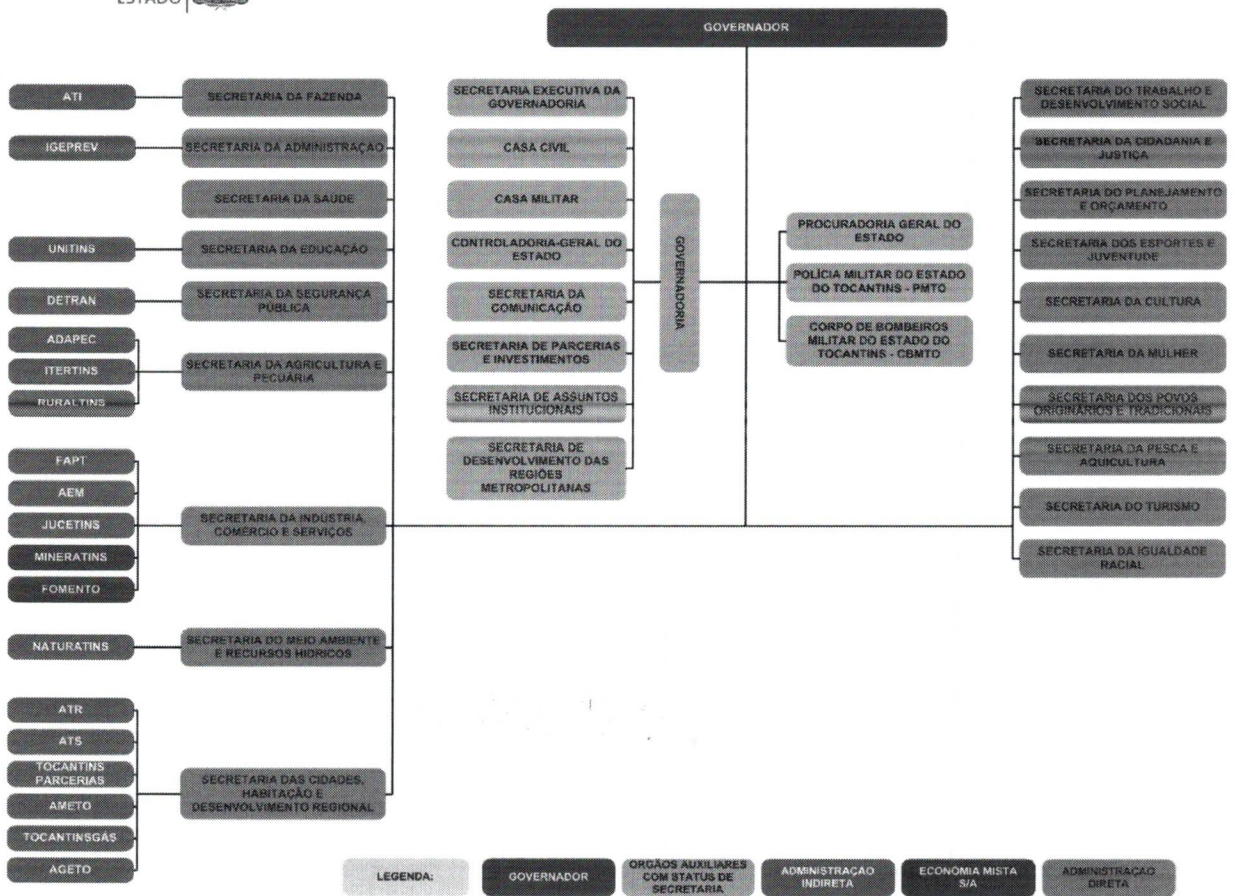 ESTADO
GOVERNADOR
ATI
SECRETARIA DA FAZENDA
IGEPREV
SECRETARIA DA ADMINISTRAÇÃO
SECRETARIA DA SAÚDE
UNITINS
SECRETARIA DA EDUCAÇÃO
DETRAN
SECRETARIA DA SEGURANÇA
PÚBLICA
ADAPEC
ITERTINS
RURALTINS
SECRETARIA DA AGRICULTURA E
PECUÁRIA
FAPT
AEM
JUCETINS
MINERATINS
FOMENTO
SECRETARIA DA INDÚSTRIA,
COMÉRCIO E SERVIÇOS
NATURATINS
SECRETARIA DO MEIO AMBIENTE
E RECURSOS HÍDRICOS
ATR
ATS
TOCANTINS
PARCERIAS
AMETO
TOCANTINSGÁS
AGETO
SECRETARIA DAS CIDADES,
HABITAÇÃO E
DESENVOLVIMENTO REGIONAL
SECRETARIA EXECUTIVA DA
GOVERNADORIA
CASA CIVIL
CASA MILITAR
CONTROLADORIA-GERAL DO
ESTADO
SECRETARIA DA
COMUNICAÇÃO
SECRETARIA DE PARCERIAS
E INVESTIMENTOS
SECRETARIA DE ASSUNTOS
INSTITUCIONAIS
SECRETARIA DE
DESENVOLVIMENTO DAS
REGIÕES
METROPOLITANAS
GOVERNADORIA
PROCURADORIA GERAL DO
ESTADO
POLÍCIA MILITAR DO ESTADO
DO TOCANTINS - PMTO
CORPO DE BOMBEIROS
MILITAR DO ESTADO DO
TOCANTINS - CBMTO
SECRETARIA DO TRABALHO E
DESENVOLVIMENTO SOCIAL
SECRETARIA DA CIDADANIA E
JUSTIÇA
SECRETARIA DO PLANEJAMENTO
E ORÇAMENTO
SECRETARIA DOS ESPORTES E
JUVENTUDE
SECRETARIA DA CULTURA
SECRETARIA DA MULHER
SECRETARIA DOS POVOS
ORIGINÁRIOS E TRADICIONAIS
SECRETARIA DA PESCA E
AQUICULTURA
SECRETARIA DO TURISMO
SECRETARIA DA IGUALDADE
RACIAL
LEGENDA:
GOVERNADOR
ORGÃOS AUXILIARES
COM STATUS DE
SECRETARIA
ADMINISTRAÇÃO
INDIRETA
ECONOMIA MISTA
S/A
ADMINISTRAÇÃO
DIRETA